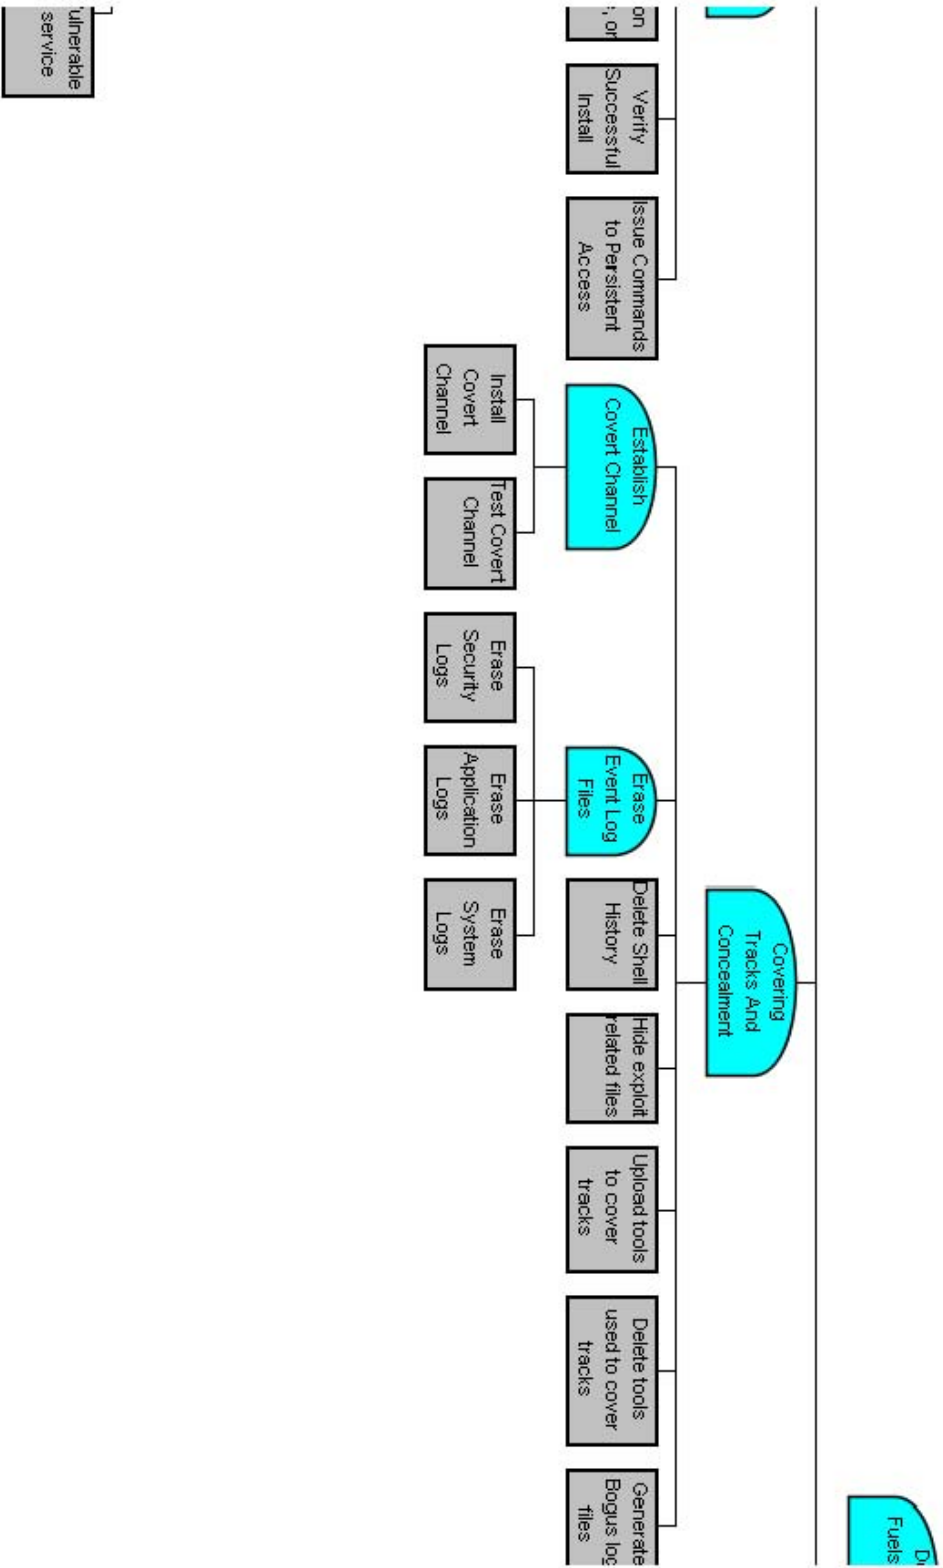 Fuels
Covering
Tracks And
Concealment
on
, or
Verify
Successful
Install
Issue Commands
to Persistent
Access
Establish
Covert Channel
Erase
Event Log
Files
Delete Shell
History
Hide exploit
related files
Upload tools
to cover
tracks
Delete tools
used to cover
tracks
Generate
Bogus log
files
Install
Covert
Channel
Test Covert
Channel
Erase
Security
Logs
Erase
Application
Logs
Erase
System
Logs
ulnerable
service